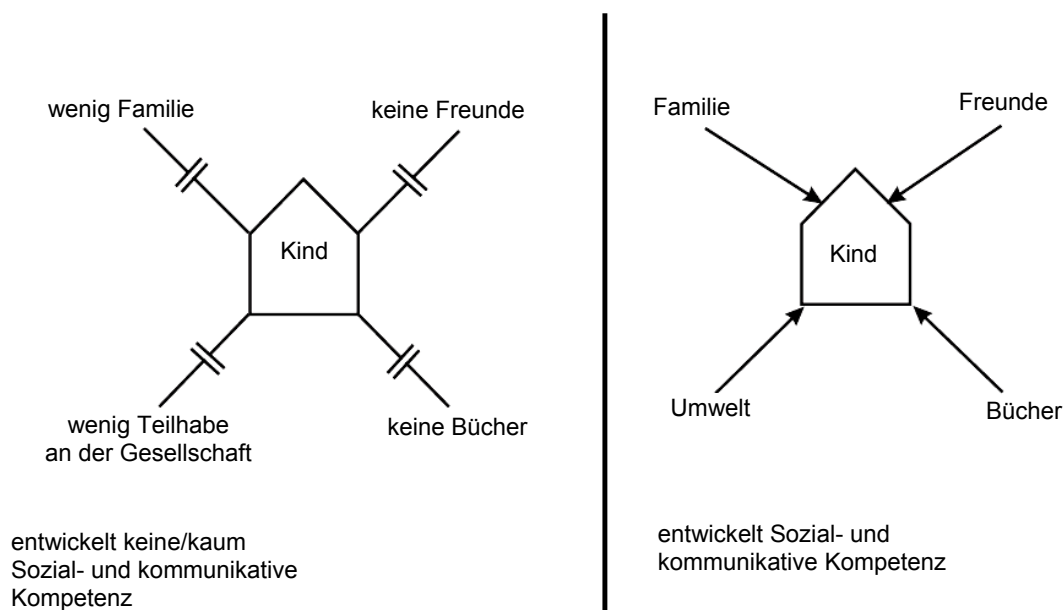 wenig Familie
keine Freunde
Kind
wenig Teilhabe
an der Gesellschaft
keine Bücher
entwickelt keine/kaum
Sozial- und kommunikative
Kompetenz
Familie
Freunde
Kind
Umwelt
Bücher
entwickelt Sozial- und
kommunikative Kompetenz